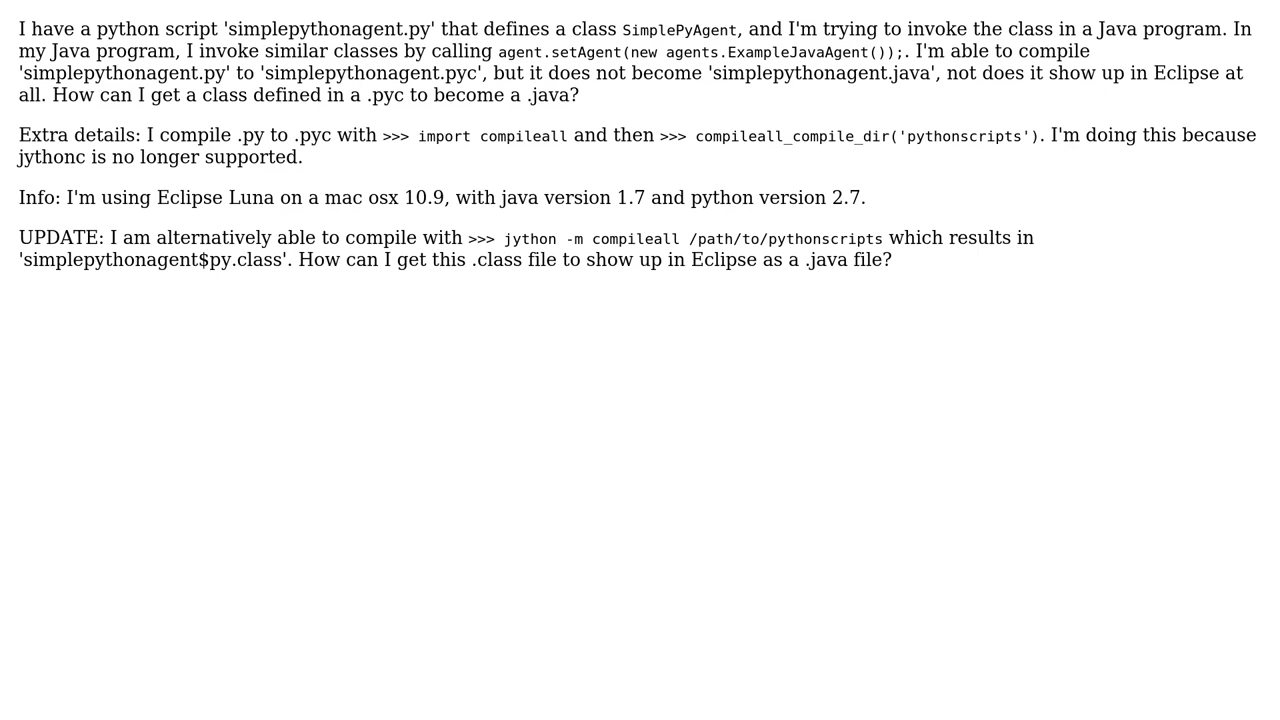 I have a python script 'simplepythonagent.py' that defines a class SimplePyAgent, and I'm trying to invoke the class in a Java program. In
my Java program, I invoke similar classes by calling agent.setAgent(new agents.ExampleJavaAgent());. I'm able to compile
'simplepythonagent.py' to 'simplepythonagent.pyc', but it does not become 'simplepythonagent.java', not does it show up in Eclipse at
all. How can I get a class defined in a .pyc to become a .java?
Extra details: I compile .py to .pyc with >>> import compileall and then >>> compileall_compile_dir('pythonscripts'). I'm doing this because
jythonc is no longer supported.
Info: I'm using Eclipse Luna on a mac osx 10.9, with java version 1.7 and python version 2.7.
UPDATE: I am alternatively able to compile with >>> jython -m compileall /path/to/pythonscripts which results in
'simplepythonagent$py.class'. How can I get this .class file to show up in Eclipse as a .java file?